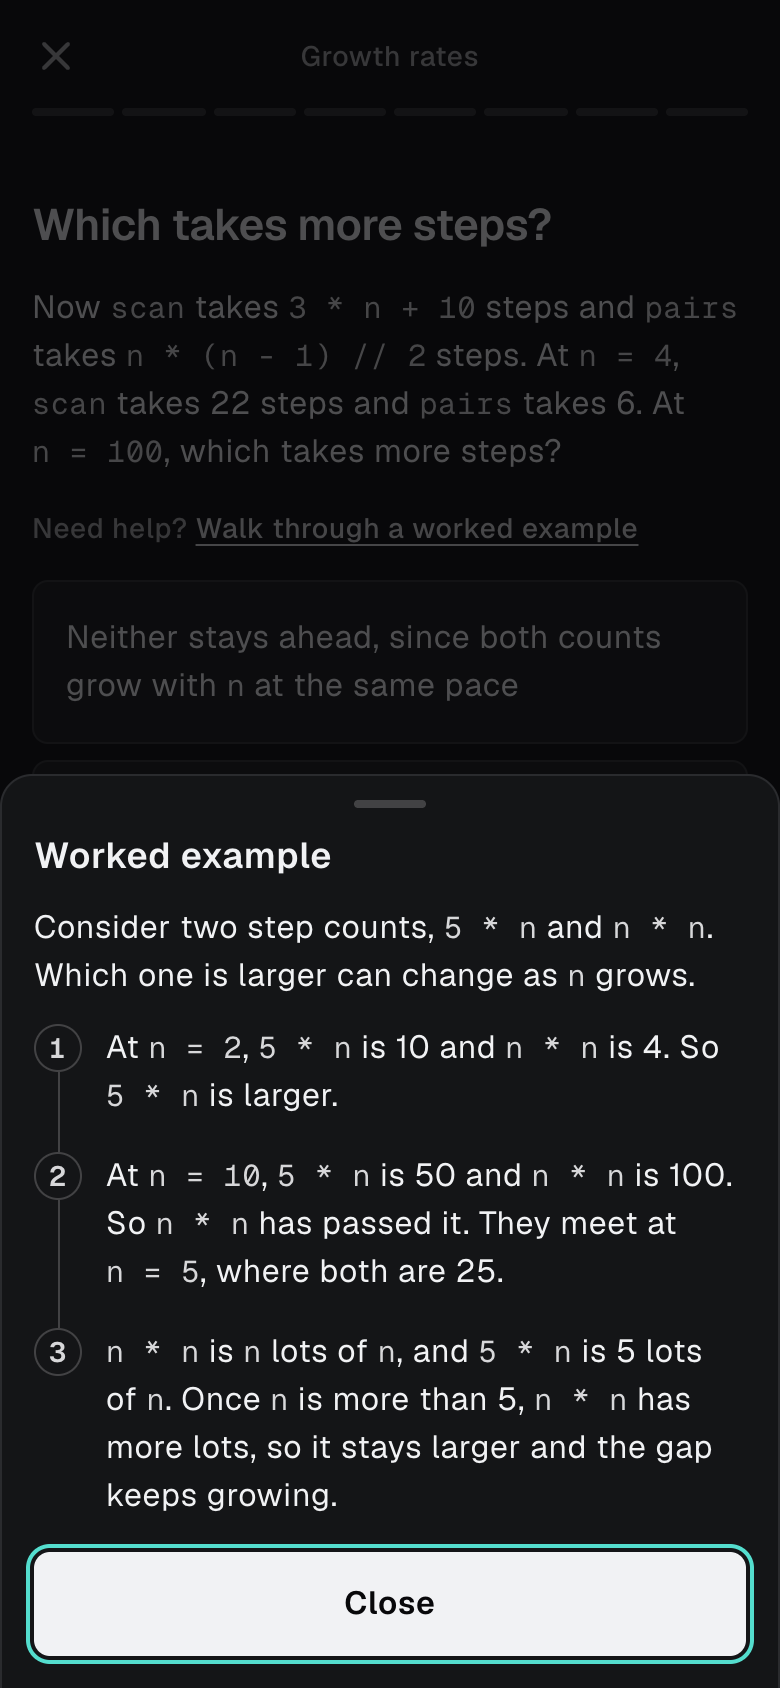 Growth rates
Which takes more steps?
Now scan takes 3 * n + 10 steps and pairs
takes n * (n - 1) // 2 steps. At n = 4,
scan takes 22 steps and pairs takes 6. At
n = 100, which takes more steps?
Need help? Walk through a worked example
Neither stays ahead, since both counts
grow with n at the same pace
Worked example
Consider two step counts, 5 * n and n * n.
Which one is larger can change as n grows.
1 At n = 2, 5 * n is 10 and n * n is 4. So
5 * n is larger.
2 At n = 10, 5 * n is 50 and n * n is 100.
So n * n has passed it. They meet at
n = 5, where both are 25.
3 n * n is n lots of n, and 5 * n is 5 lots
of n. Once n is more than 5, n * n has
more lots, so it stays larger and the gap
keeps growing.
Close